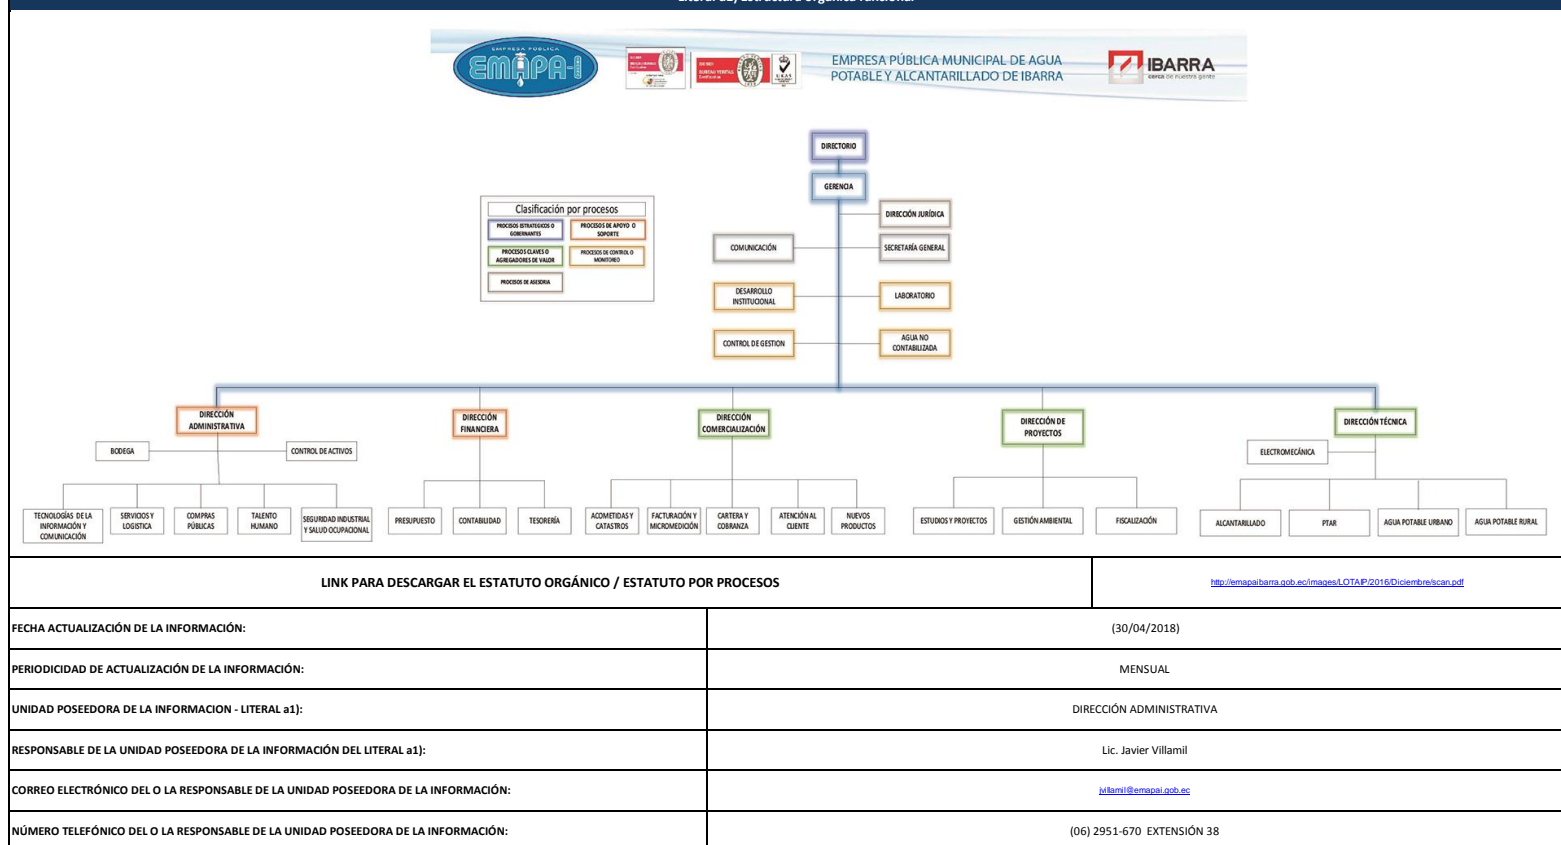 EMPRESA PÚBLICA
EMAPA-I
EMPRESA PÚBLICA MUNICIPAL DE AGUA
POTABLE Y ALCANTARILLADO DE IBARRA
IBARRA
cerca de nuestra gente
DIRECTORIO
GERENCIA
Clasificación por procesos
PROCESOS ESTRATEGICOS O
GOBERNANTES
PROCESOS DE APOYO O
SOPORTE
PROCESOS CLAVES O
AGREGADORES DE VALOR
PROCESOS DE CONTROL O
MONITOREO
PROCESOS DE ASESORIA
DIRECCIÓN JURÍDICA
COMUNICACIÓN
SECRETARÍA GENERAL
DESARROLLO
INSTITUCIONAL
LABORATORIO
CONTROL DE GESTION
AGUA NO
CONTABILIZADA
DIRECCIÓN
ADMINISTRATIVA
DIRECCIÓN
FINANCIERA
DIRECCIÓN
COMERCIALIZACIÓN
DIRECCIÓN DE
PROYECTOS
DIRECCIÓN TÉCNICA
BODEGA
CONTROL DE ACTIVOS
ELECTROMECÁNICA
TECNOLOGÍAS DE LA
INFORMACIÓN Y
COMUNICACIÓN
SERVICIOS Y
LOGISTICA
COMPRAS
PÚBLICAS
TALENTO
HUMANO
SEGURIDAD INDUSTRIAL
Y SALUD OCUPACIONAL
PRESUPUESTO
CONTABILIDAD
TESORERÍA
ACOMETIDAS Y
CATASTROS
FACTURACIÓN Y
MICROMEDICIÓN
CARTERA Y
COBRANZA
ATENCIÓN AL
CLIENTE
NUEVOS
PRODUCTOS
ESTUDIOS Y PROYECTOS
GESTIÓN AMBIENTAL
FISCALIZACIÓN
ALCANTARILLADO
PTAR
AGUA POTABLE URBANO
AGUA POTABLE RURAL
LINK PARA DESCARGAR EL ESTATUTO ORGÁNICO / ESTATUTO POR PROCESOS
http://emapaibarra.gob.ec/images/LOTAIP/2016/Diciembre/scan.pdf
FECHA ACTUALIZACIÓN DE LA INFORMACIÓN:
(30/04/2018)
PERIODICIDAD DE ACTUALIZACIÓN DE LA INFORMACIÓN:
MENSUAL
UNIDAD POSEEDORA DE LA INFORMACION - LITERAL a1):
DIRECCIÓN ADMINISTRATIVA
RESPONSABLE DE LA UNIDAD POSEEDORA DE LA INFORMACIÓN DEL LITERAL a1):
Lic. Javier Villamil
CORREO ELECTRÓNICO DEL O LA RESPONSABLE DE LA UNIDAD POSEEDORA DE LA INFORMACIÓN:
jvillamil@emapai.gob.ec
NÚMERO TELEFÓNICO DEL O LA RESPONSABLE DE LA UNIDAD POSEEDORA DE LA INFORMACIÓN:
(06) 2951-670 EXTENSIÓN 38